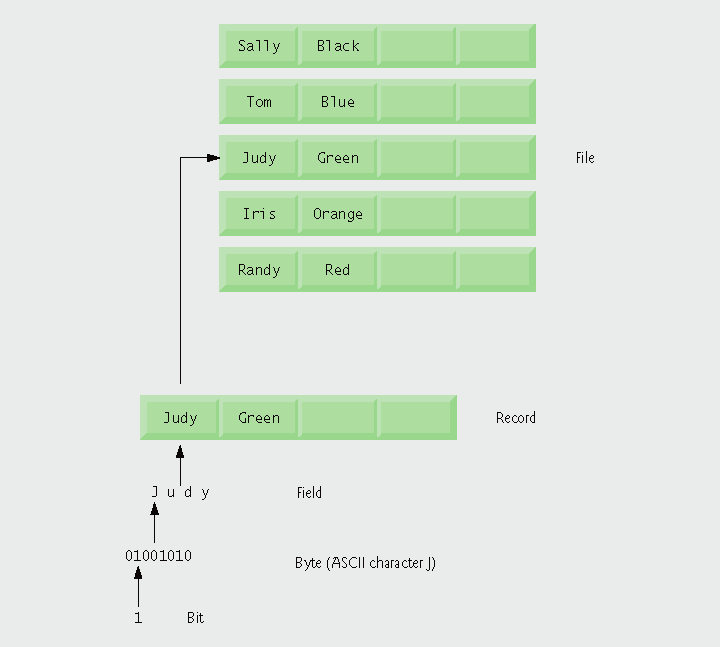 Sally Black
Tom Blue
Judy Green File
Iris Orange
Randy Red
Judy Green Record
J u d y Field
01001010 Byte (ASCII character J)
1 Bit